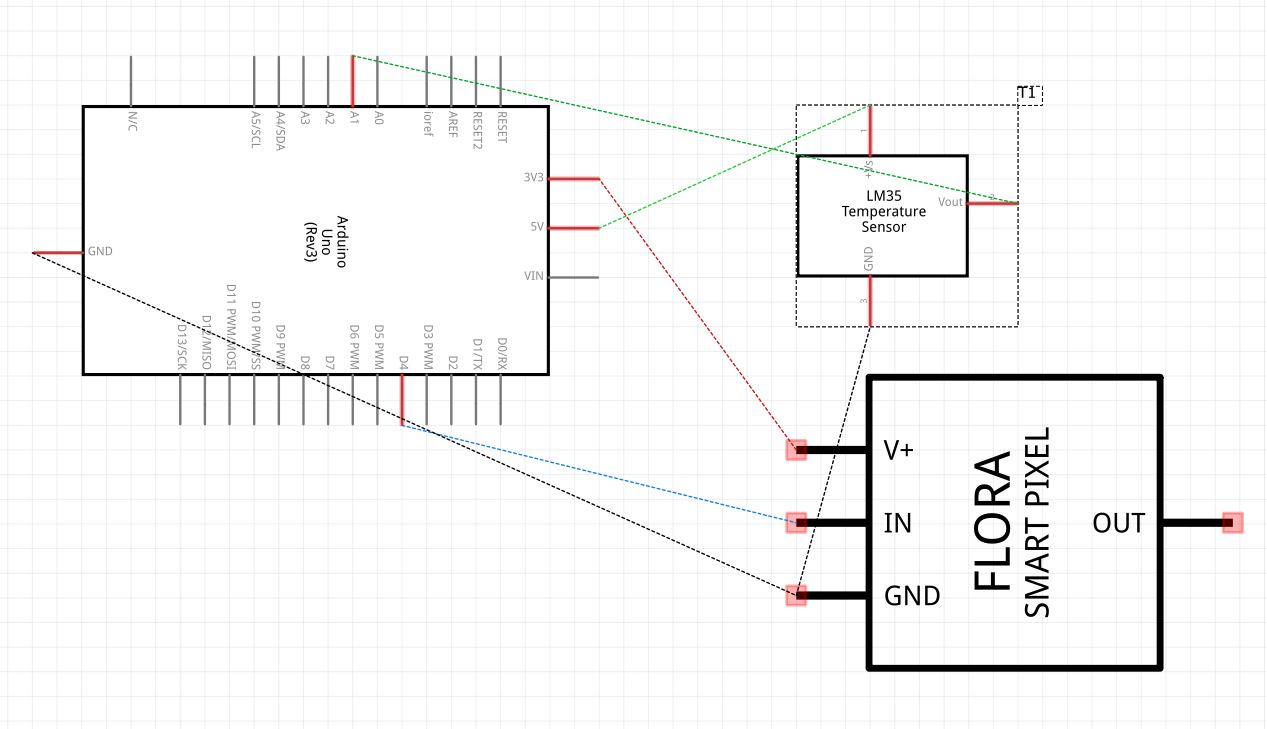 N/C
A5/SCL
A4/SDA
A3
A2
A1
A0
ioref
AREF
RESET2
RESET
3V3
5V
VIN
GND
Arduino
Uno
(Rev3)
D13/SCK
D12/MISO
D11 PWM/MOSI
D10 PWM/SS
D9 PWM
D8
D7
D6 PWM
D5 PWM
D4
D3 PWM
D2
D1/TX
D0/RX
1
+VS
LM35
Temperature
Sensor
Vout
2
GND
3
V+
IN
GND
FLORA
SMART PIXEL
OUT